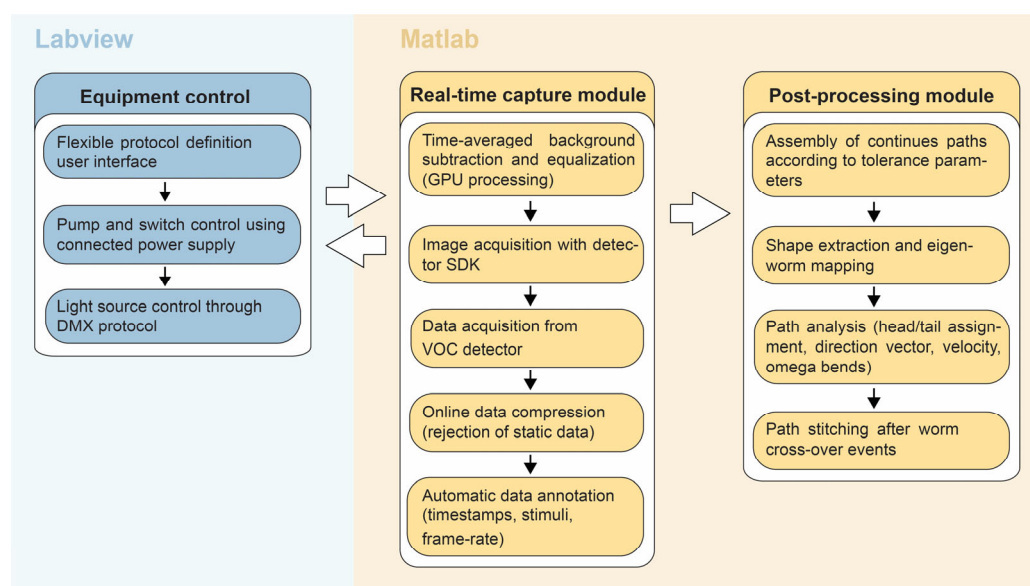 Labview
Equipment control
Flexible protocol definition
user interface
Pump and switch control using
connected power supply
Light source control through
DMX protocol
Matlab
Real-time capture module
Time-averaged background
subtraction and equalization
(GPU processing)
Image acquisition with detec-
tor SDK
Data acquisition from
VOC detector
Online data compression
(rejection of static data)
Automatic data annotation
(timestamps, stimuli,
frame-rate)
Post-processing module
Assembly of continues paths
according to tolerance param-
eters
Shape extraction and eigen-
worm mapping
Path analysis (head/tail assign-
ment, direction vector, velocity,
omega bends)
Path stitching after worm
cross-over events